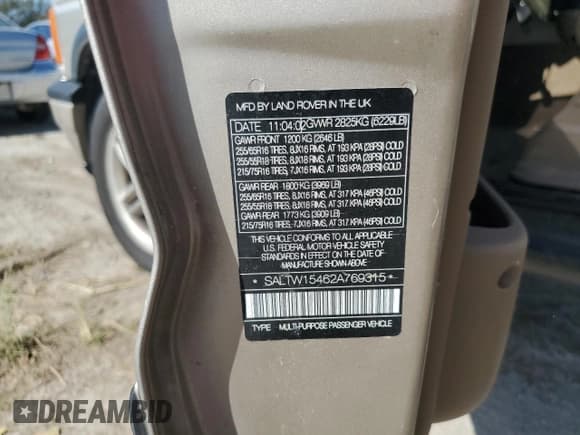 MFD BY LAND ROVER IN THE UK
DATE 11:04:02 GVWR 2825KG (6229LB)
GAWR FRONT 1200 KG (2646 LB)
255/65R16 TIRES, 8JX16 RIMS, AT 193 KPA (28PSI) COLD
255/55R18 TIRES, 8JX18 RIMS, AT 193 KPA (28PSI) COLD
215/75R16 TIRES, 7JX16 RIMS, AT 193 KPA (28PSI) COLD
GAWR REAR 1800 KG (3969 LB)
255/65R16 TIRES, 8JX16 RIMS, AT 317 KPA (46PSI) COLD
255/55R18 TIRES, 8JX18 RIMS, AT 317 KPA (46PSI) COLD
GAWR REAR 1773 KG (3909 LB)
215/75R16 TIRES, 7JX16 RIMS, AT 317 KPA (46PSI) COLD
THIS VEHICLE CONFORMS TO ALL APPLICABLE
U.S. FEDERAL MOTOR VEHICLE SAFETY
STANDARDS IN EFFECT ON THE DATE OF
MANUFACTURE SHOWN ABOVE.
* SALTW15462A769315 *
TYPE MULTI-PURPOSE PASSENGER VEHICLE
DREAMBID